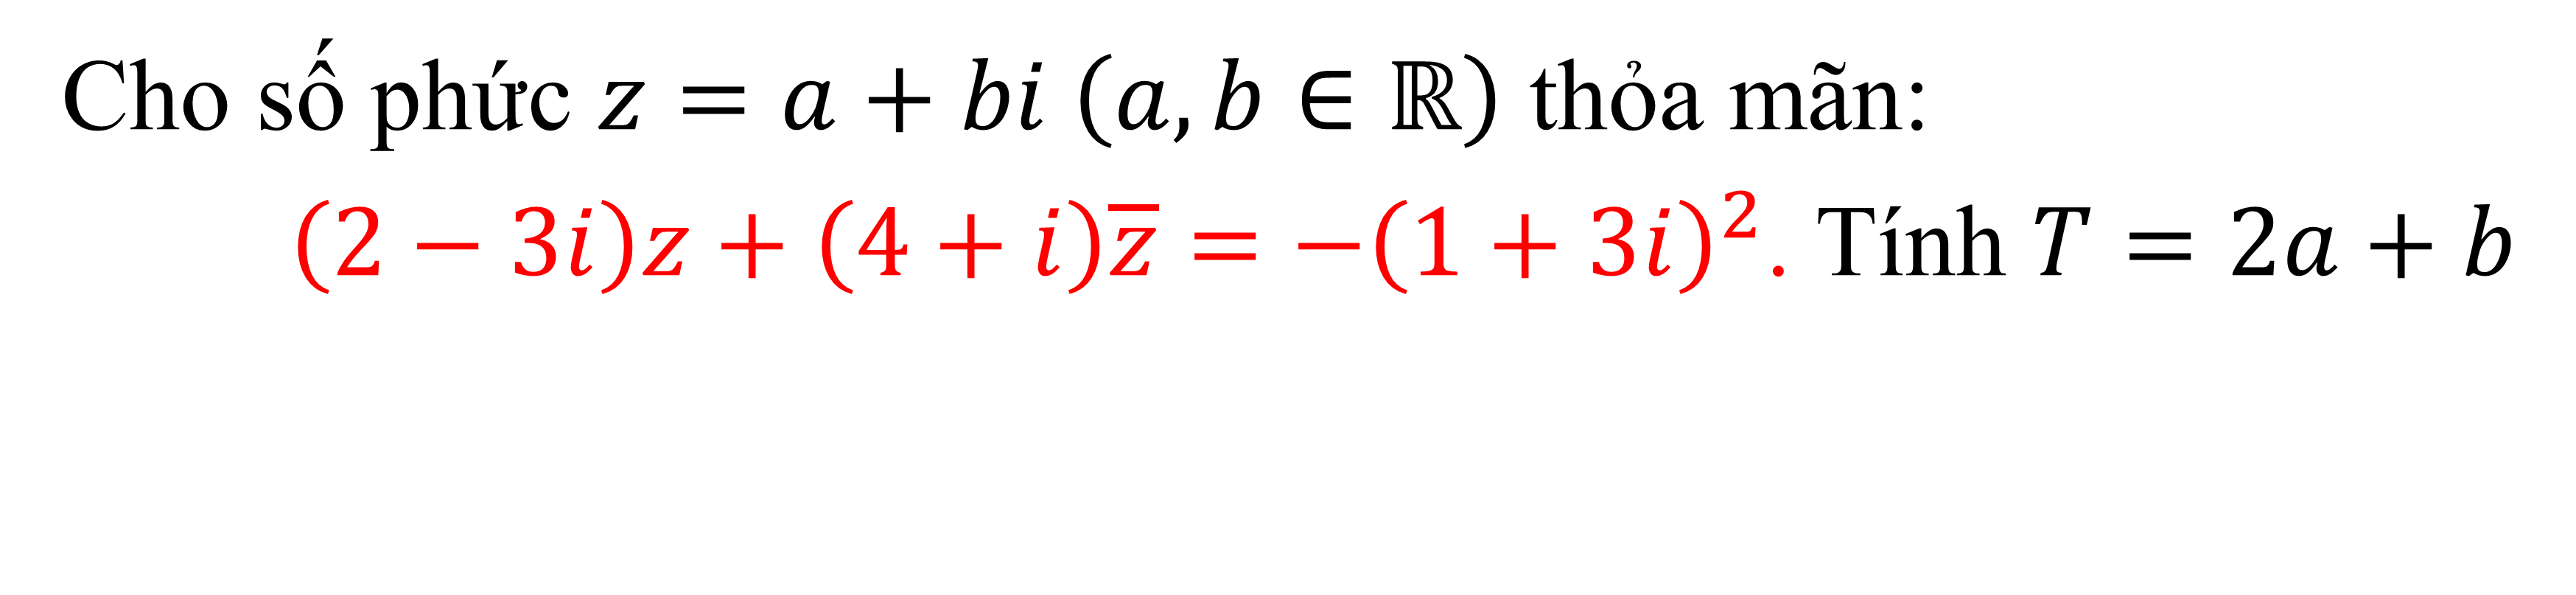 Cho số phức 𝑧 = 𝑎 + 𝑏𝑖 (𝑎, 𝑏 ∈ ℝ) thỏa mãn:
(2 − 3𝑖)𝑧 + (4 + 𝑖)𝑧̅ = −(1 + 3𝑖)². Tính 𝑇 = 2𝑎 + 𝑏